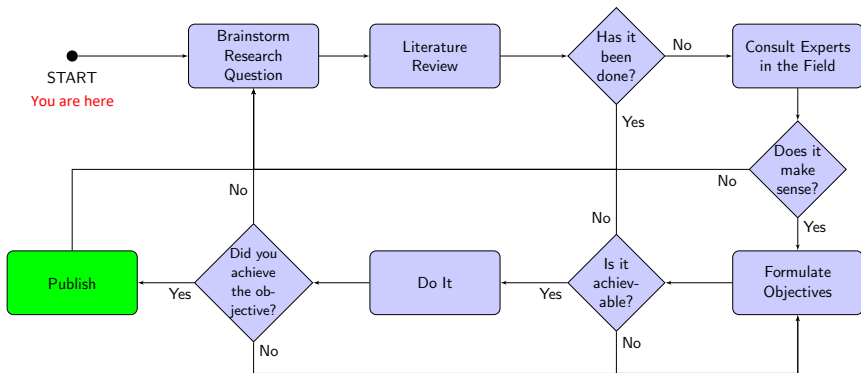 START
You are here
Brainstorm
Research
Question
Literature
Review
Has it
been
done?
No
Yes
Consult Experts
in the Field
Does it
make
sense?
No
Yes
Formulate
Objectives
Is it
achiev-
able?
No
Yes
No
Do It
Did you
achieve
the ob-
jective?
No
Yes
No
Publish